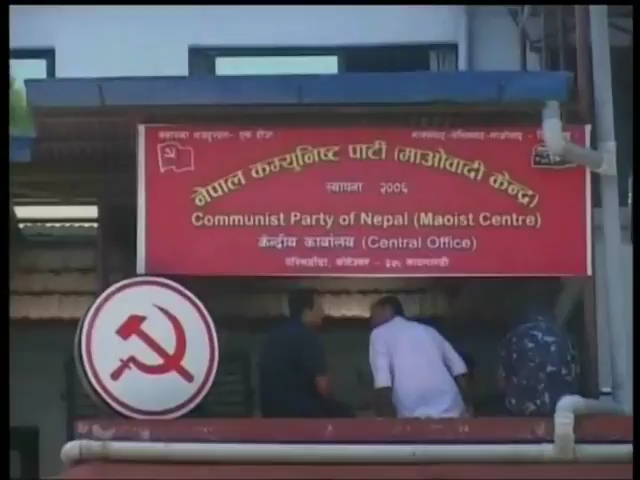 नेपाल कम्युनिष्ट पार्टी (माओवादी केन्द्र)
स्थापना २००६
Communist Party of Nepal (Maoist Centre)
केन्द्रीय कार्यालय (Central Office)